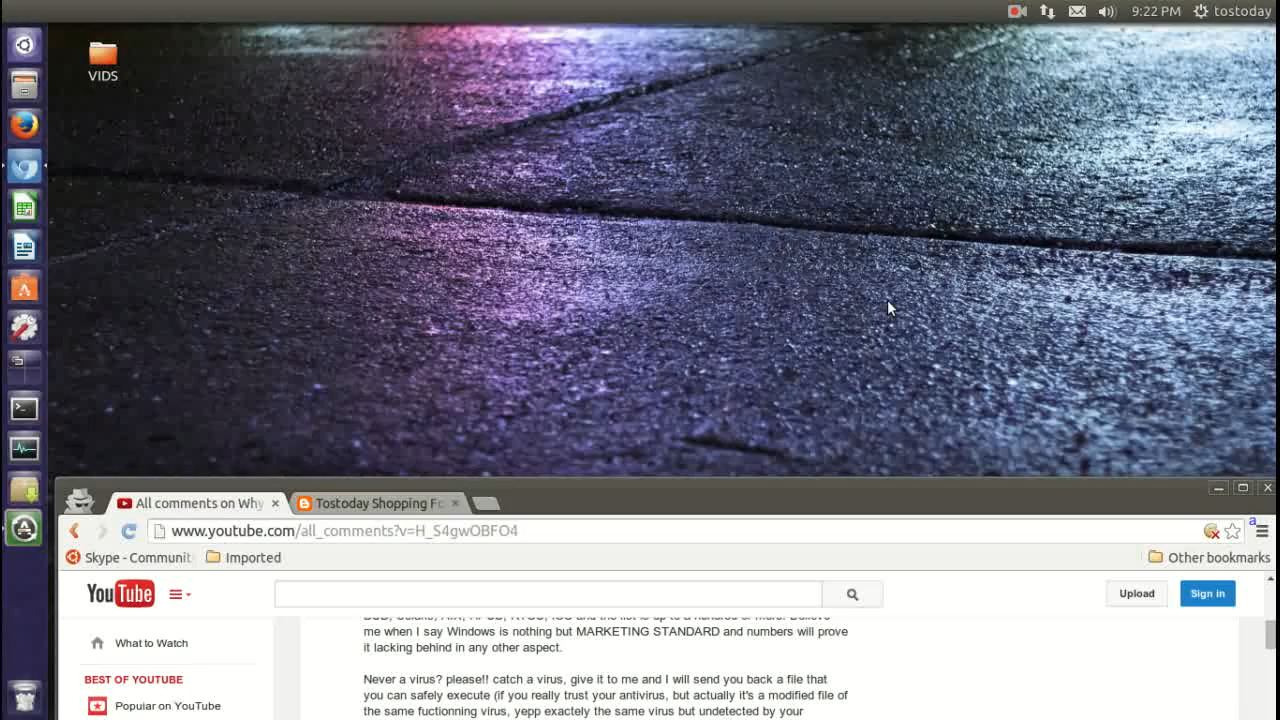 9:22 PM
tostoday
VIDS
All comments on Why
Tostoday Shopping Fo
www.youtube.com/all_comments?v=H_S4gwOBFO4
a
Skype - Communit
Imported
Other bookmarks
YouTube
Upload
Sign in
What to Watch
BEST OF YOUTUBE
Popular on YouTube
me when I say Windows is nothing but MARKETING STANDARD and numbers will prove
it lacking behind in any other aspect.
Never a virus? please!! catch a virus, give it to me and I will send you back a file that
you can safely execute (if you really trust your antivirus, but actually it's a modified file of
the same fuctionning virus, yepp exactely the same virus but undetected by your